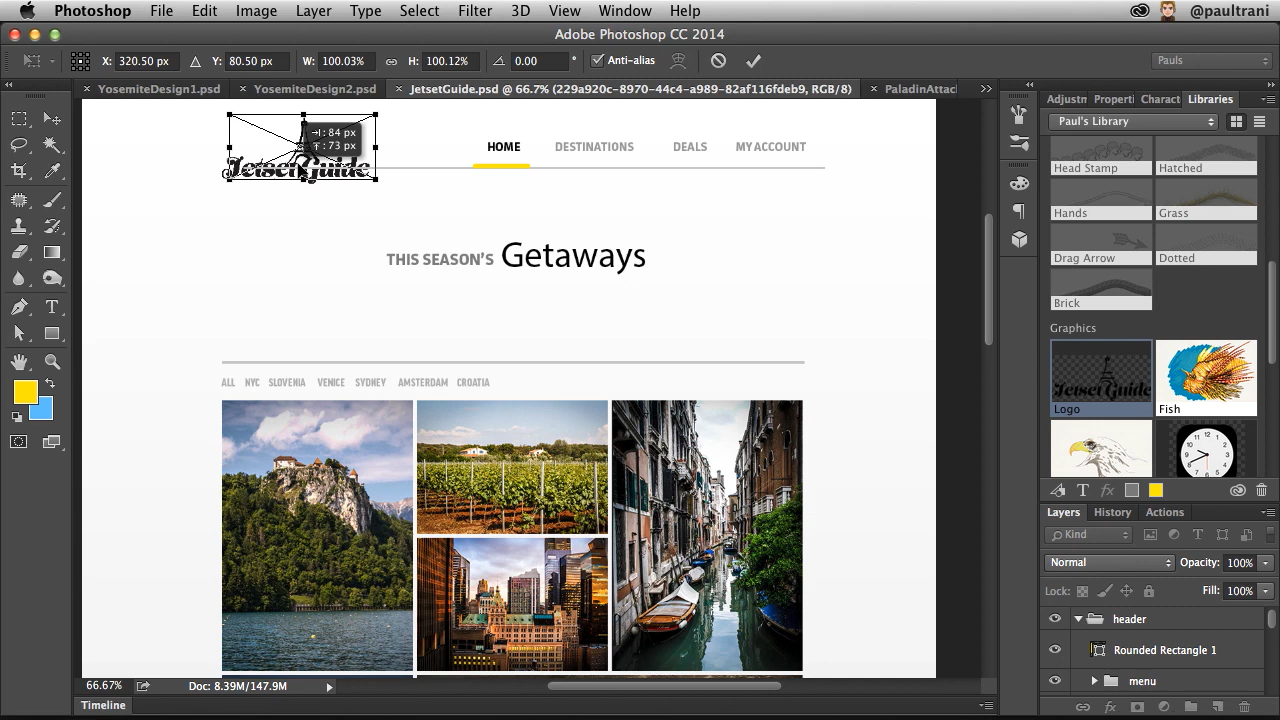 Photoshop File Edit Image Layer Type Select Filter 3D View Window Help @paultrani
Adobe Photoshop CC 2014
X: 320.50 px Y: 80.50 px W: 100.03% H: 100.12% 0.00 ° Anti-alias Pauls
× YosemiteDesign1.psd × YosemiteDesign2.psd × JetsetGuide.psd @ 66.7% (229a920c-8970-44c4-a989-82af116fdeb9, RGB/8) × PaladinAttac
Adjustn Properti Charact Libraries
Paul's Library
Head Stamp Hatched
Hands Grass
Drag Arrow Dotted
Brick
Graphics
JetsetGuide
Logo Fish
Layers History Actions
Kind
Normal Opacity: 100%
Lock: Fill: 100%
header
Rounded Rectangle 1
menu
: 84 px
: 73 px
JetsetGuide
HOME DESTINATIONS DEALS MY ACCOUNT
THIS SEASON'S Getaways
ALL NYC SLOVENIA VENICE SYDNEY AMSTERDAM CROATIA
66.67% Doc: 8.39M/147.9M
Timeline